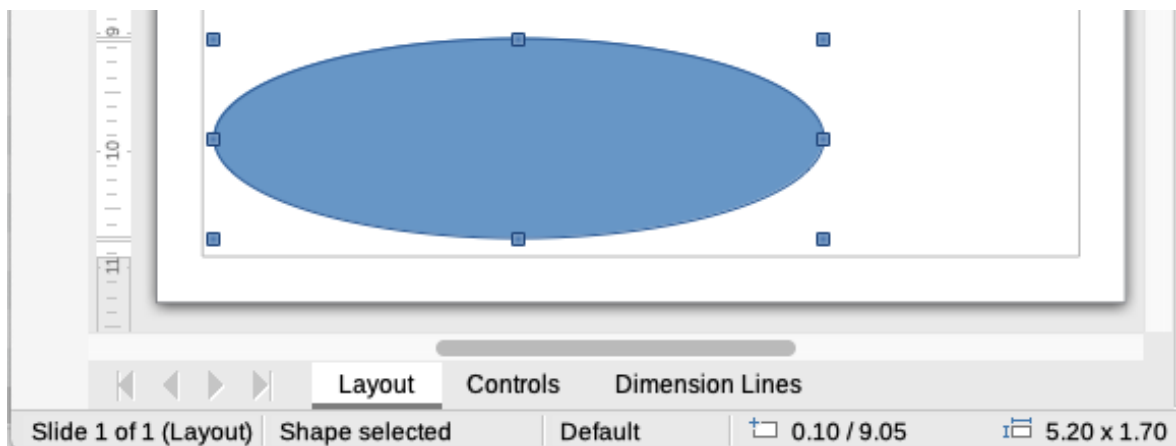 9
10
11
Layout Controls Dimension Lines
Slide 1 of 1 (Layout) Shape selected Default 0.10 / 9.05 5.20 x 1.70